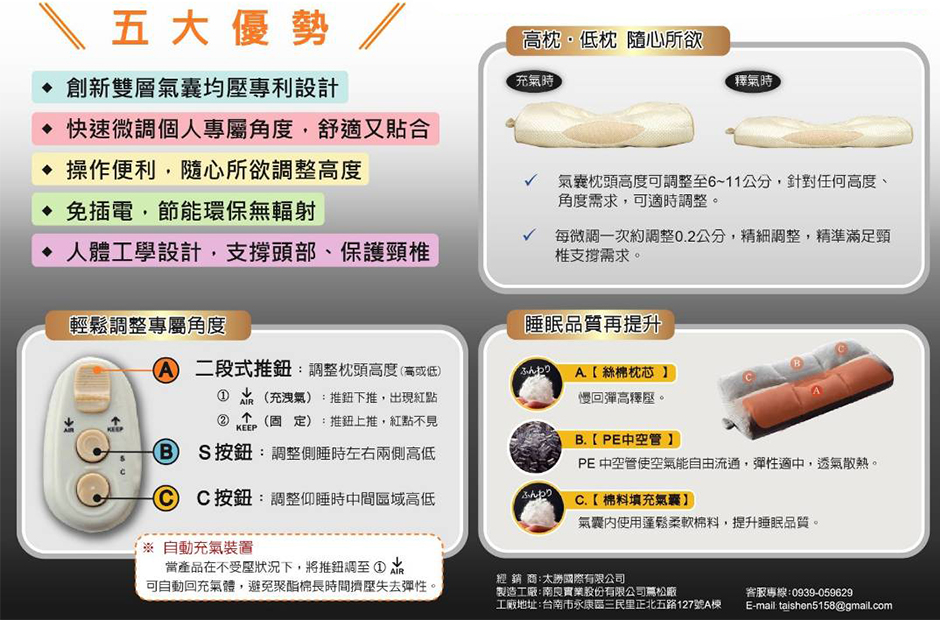 五大優勢
◆ 創新雙層氣囊均壓專利設計
◆ 快速微調個人專屬角度，舒適又貼合
◆ 操作便利，隨心所欲調整高度
◆ 免插電，節能環保無輻射
◆ 人體工學設計，支撐頭部、保護頸椎
高枕·低枕 隨心所欲
充氣時
釋氣時
✓ 氣囊枕頭高度可調整至6~11公分，針對任何高度、
角度需求，可適時調整。
✓ 每微調一次約調整0.2公分，精細調整，精準滿足頸
椎支撐需求。
輕鬆調整專屬角度
A 二段式推鈕：調整枕頭高度(高或低)
① AIR (充洩氣)：推鈕下推，出現紅點
② KEEP (固 定)：推鈕上推，紅點不見
AIR
KEEP
B S按鈕：調整側睡時左右兩側高低
S
C
C C按鈕：調整仰睡時中間區域高低
※ 自動充氣裝置
當產品在不受壓狀況下，將推鈕調至 ① AIR
可自動回充氣體，避免聚酯棉長時間擠壓失去彈性。
睡眠品質再提升
ふんわり
A.【 絲棉枕芯 】
慢回彈高釋壓。
C
B
C
A
B.【 PE中空管 】
PE 中空管使空氣能自由流通，彈性適中，透氣散熱。
ふんわり
C.【 棉料填充氣囊 】
氣囊內使用蓬鬆柔軟棉料，提升睡眠品質。
經 銷 商:太勝國際有限公司
製造工廠:南良實業股份有限公司蔦松廠
工廠地址:台南市永康區三民里正北五路127號A棟
客服專線:0939-059629
E-mail: taishen5158@gmail.com